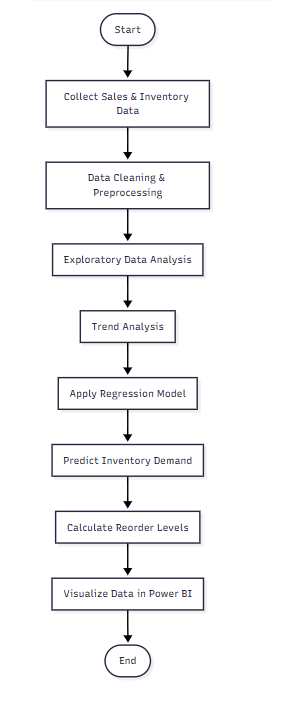 Start
Collect Sales & Inventory
Data
Data Cleaning &
Preprocessing
Exploratory Data Analysis
Trend Analysis
Apply Regression Model
Predict Inventory Demand
Calculate Reorder Levels
Visualize Data in Power BI
End